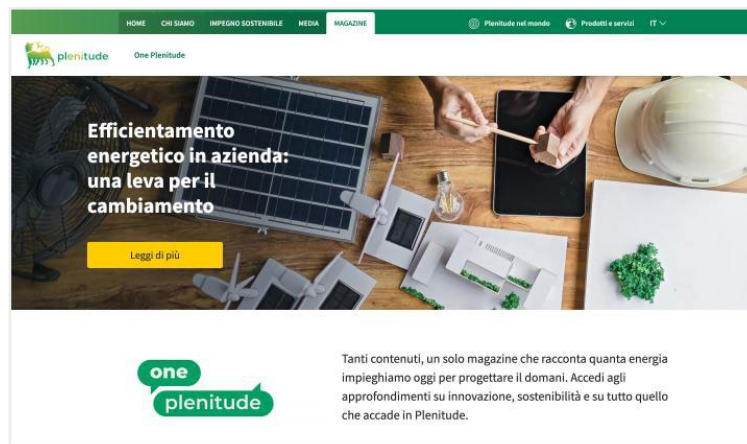 HOME CHI SIAMO IMPEGNO SOSTENIBILE MEDIA MAGAZINE Plenitude nel mondo Prodotti e servizi IT
plenitude One Plenitude
Efficientamento
energetico in azienda:
una leva per il
cambiamento
Leggi di più
one
plenitude
Tanti contenuti, un solo magazine che racconta quanta energia
impieghiamo oggi per progettare il domani. Accedi agli
approfondimenti su innovazione, sostenibilità e su tutto quello
che accade in Plenitude.